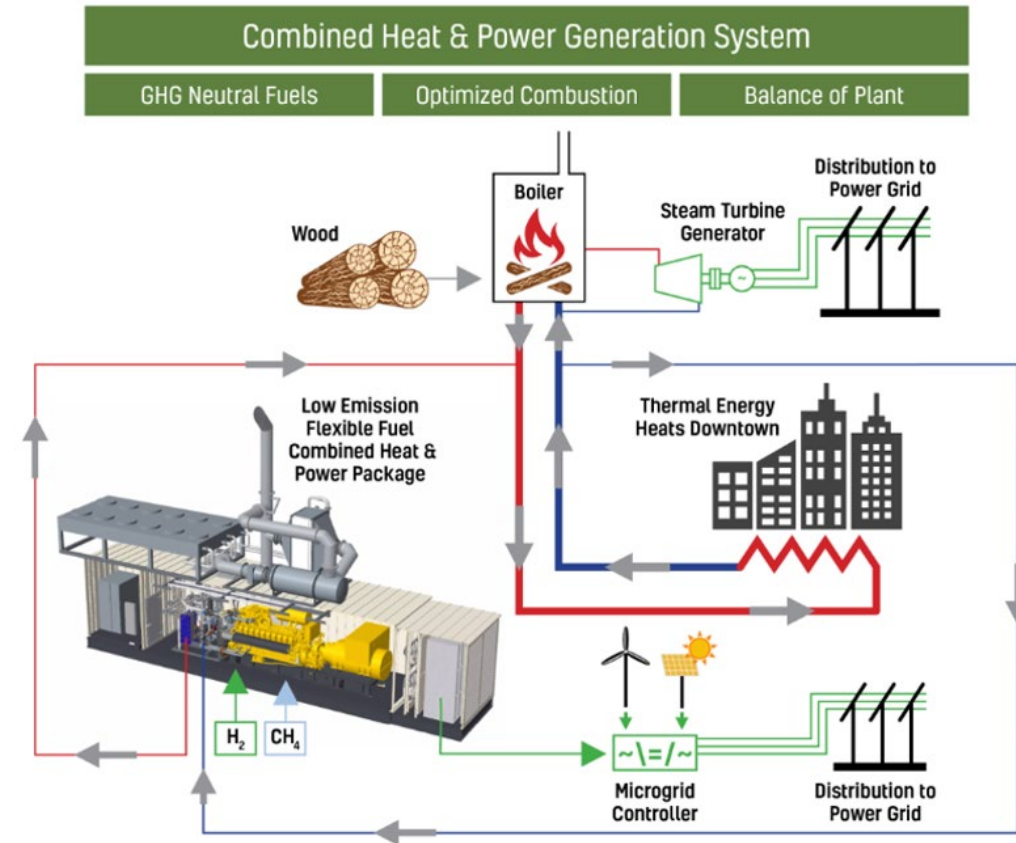 Combined Heat & Power Generation System
GHG Neutral Fuels
Optimized Combustion
Balance of Plant
Boiler
Distribution to
Power Grid
Steam Turbine
Generator
Wood
~
Low Emission
Flexible Fuel
Combined Heat &
Power Package
Thermal Energy
Heats Downtown
H₂
CH₄
~\=/~
Microgrid
Controller
Distribution to
Power Grid